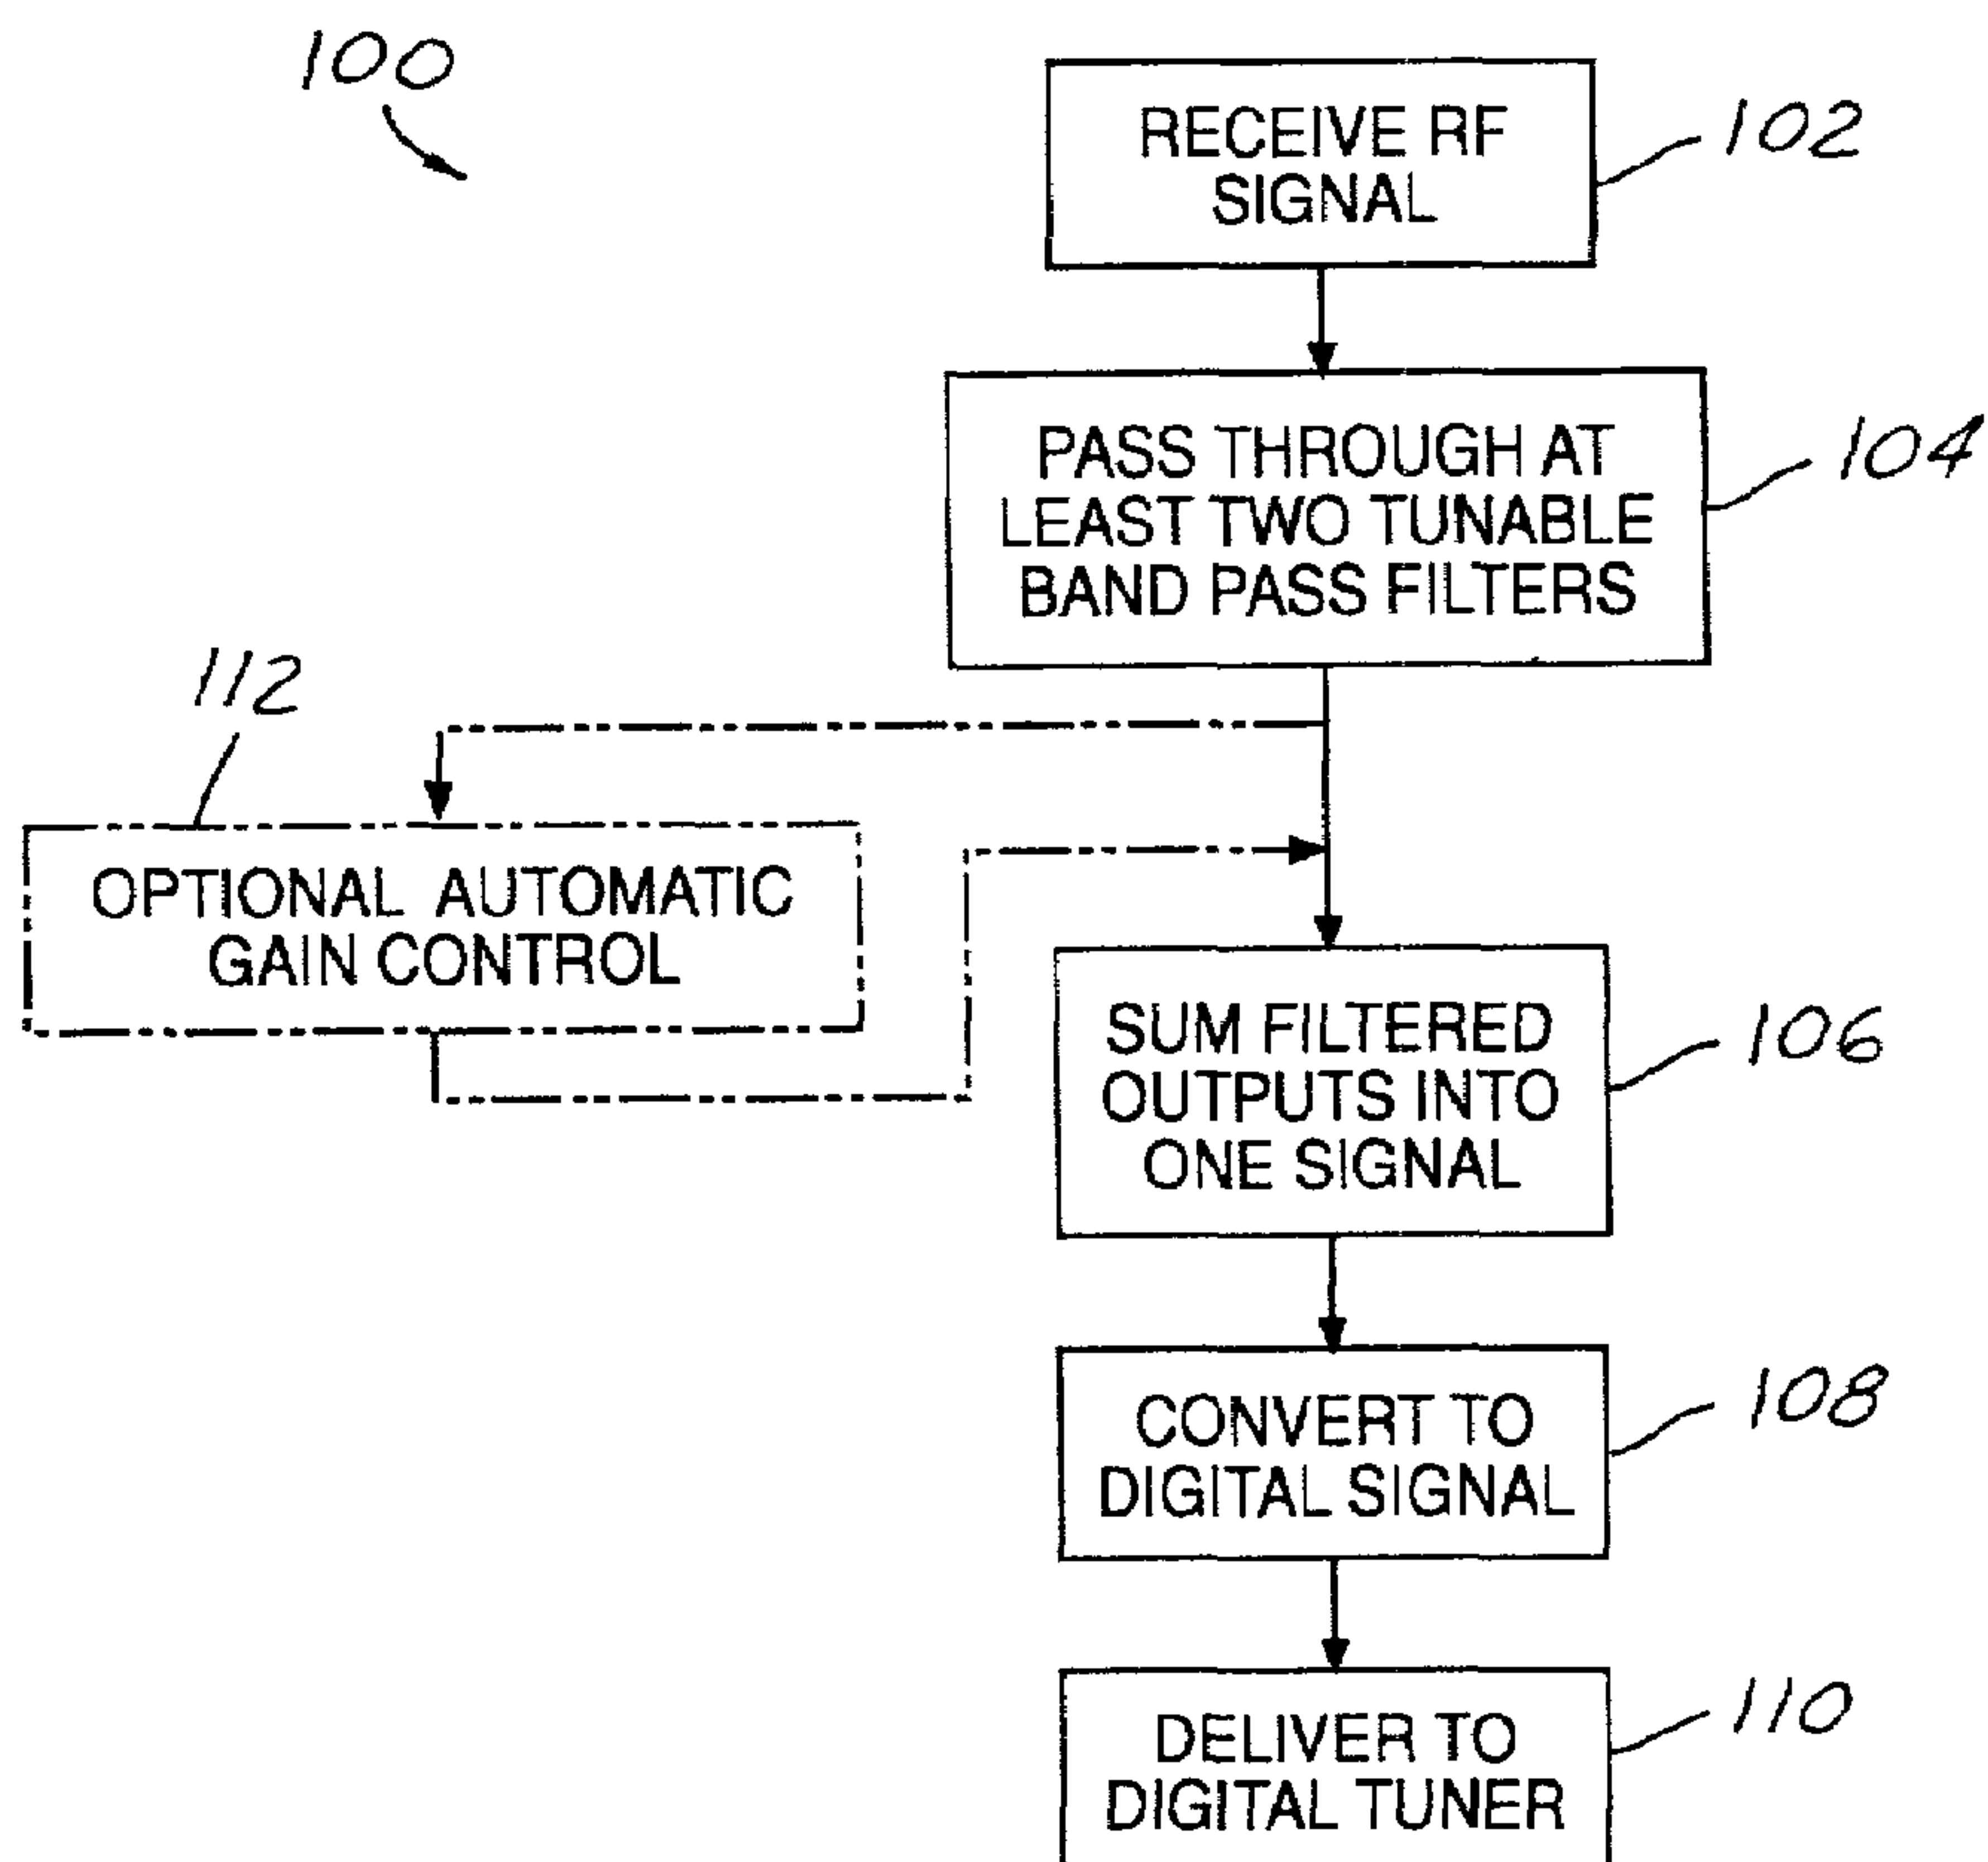 100
RECEIVE RF
SIGNAL
102
PASS THROUGH AT
LEAST TWO TUNABLE
BAND PASS FILTERS
104
112
OPTIONAL AUTOMATIC
GAIN CONTROL
SUM FILTERED
OUTPUTS INTO
ONE SIGNAL
106
CONVERT TO
DIGITAL SIGNAL
108
DELIVER TO
DIGITAL TUNER
110